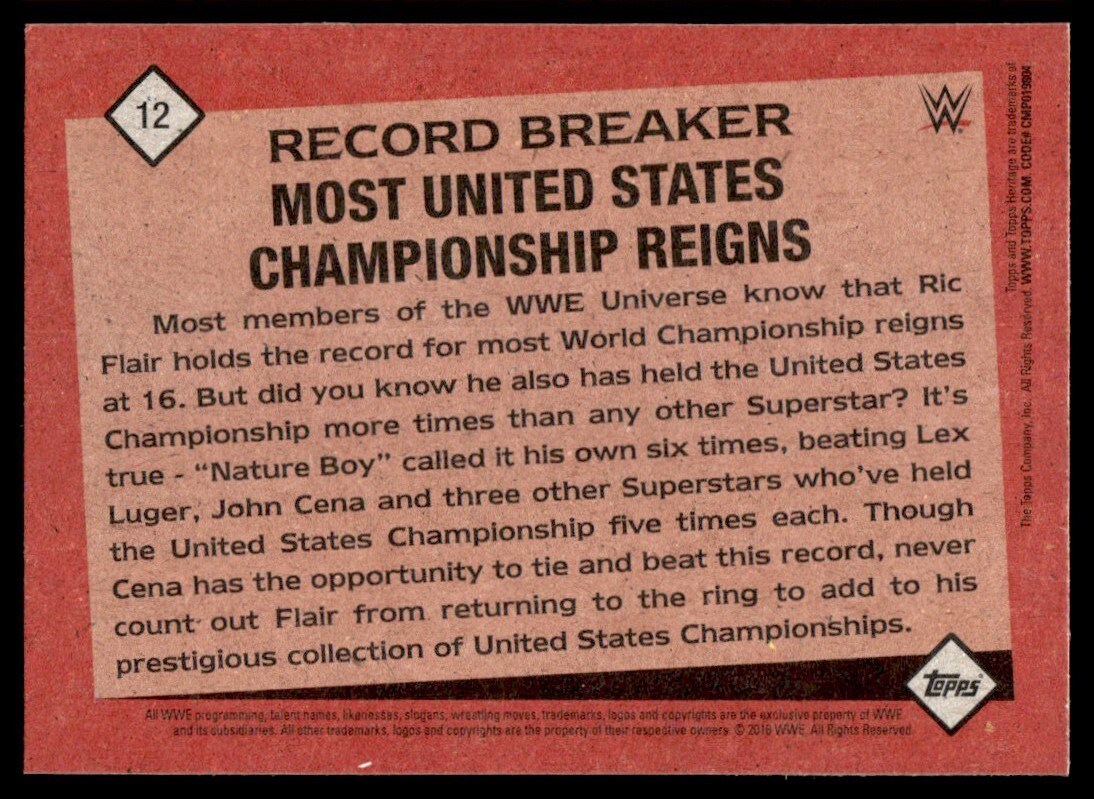 12
W
RECORD BREAKER
MOST UNITED STATES
CHAMPIONSHIP REIGNS
Most members of the WWE Universe know that Ric
Flair holds the record for most World Championship reigns
at 16. But did you know he also has held the United States
Championship more times than any other Superstar? It's
true - “Nature Boy” called it his own six times, beating Lex
Luger, John Cena and three other Superstars who've held
the United States Championship five times each. Though
Cena has the opportunity to tie and beat this record, never
count out Flair from returning to the ring to add to his
prestigious collection of United States Championships.
Topps
All WWE programming, talent names, likenesses, slogans, wrestling moves, trademarks, logos and copyrights are the exclusive property of WWE
and its subsidiaries. All other trademarks, logos and copyrights are the property of their respective owners. © 2016 WWE. All Rights Reserved.
Topps and Topps Heritage are trademarks of
The Topps Company, Inc. All Rights Reserved. WWW.TOPPS.COM. CODE# CMP019804